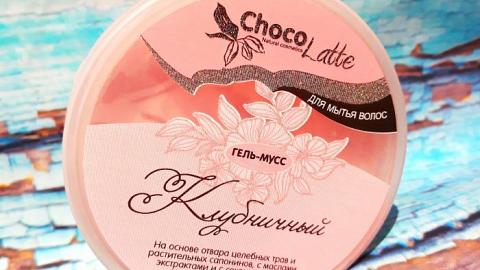 Choco
Natural cosmetics
Latte
ДЛЯ МЫТЬЯ ВОЛОС
ГЕЛЬ-МУСС
Клубничный
На основе отвара целебных трав и
растительных сапонинов, с маслами
экстрактами и с